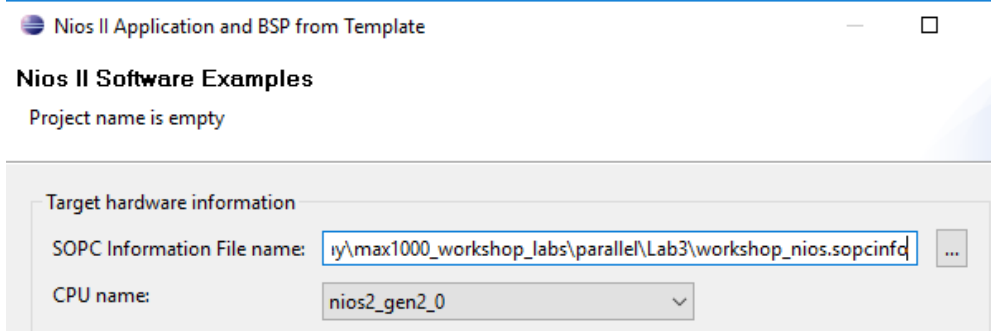 Nios II Application and BSP from Template
Nios II Software Examples
Project name is empty
Target hardware information
SOPC Information File name: ıy\max1000_workshop_labs\parallel\Lab3\workshop_nios.sopcinfo ...
CPU name: nios2_gen2_0